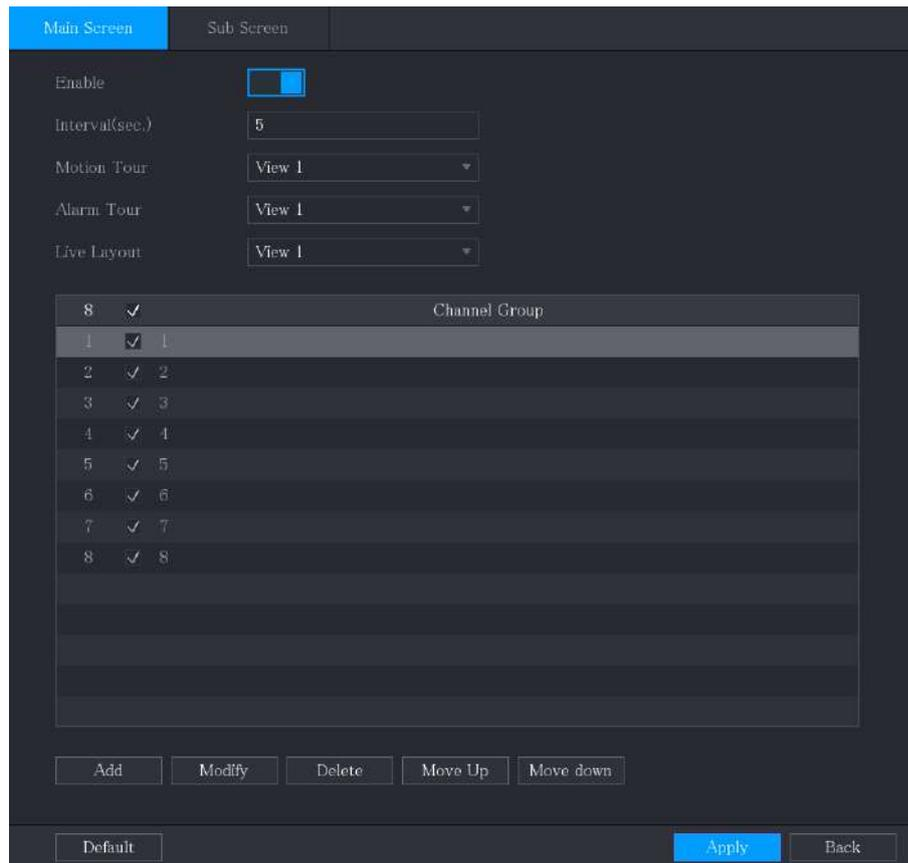 Main Screen Sub Screen
Enable
Interval(sec.) 5
Motion Tour View 1
Alarm Tour View 1
Live Layout View 1
8 Channel Group
1 1
2 2
3 3
4 4
5 5
6 6
7 7
8 8
Add Modify Delete Move Up Move down
Default Apply Back